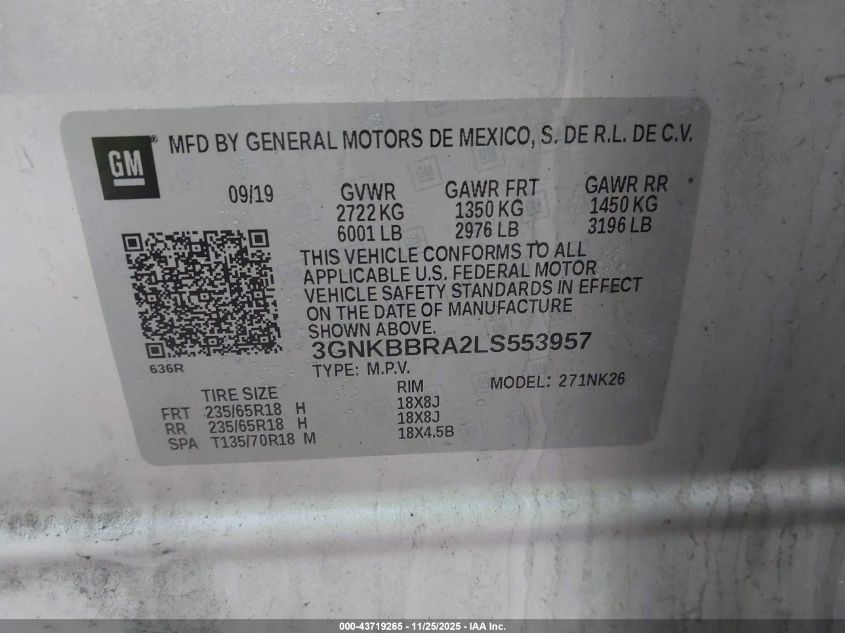 GM ® MFD BY GENERAL MOTORS DE MEXICO, S. DE R.L. DE C.V.
09/19 GVWR GAWR FRT GAWR RR
2722 KG 1350 KG 1450 KG
6001 LB 2976 LB 3196 LB
THIS VEHICLE CONFORMS TO ALL
APPLICABLE U.S. FEDERAL MOTOR
VEHICLE SAFETY STANDARDS IN EFFECT
ON THE DATE OF MANUFACTURE
SHOWN ABOVE.
3GNKBBRA2LS553957
636R TYPE: M.P.V. MODEL: 271NK26
TIRE SIZE RIM
FRT 235/65R18 H 18X8J
RR 235/65R18 H 18X8J
SPA T135/70R18 M 18X4.5B
000-43719265 - 11/25/2025 - IAA Inc.